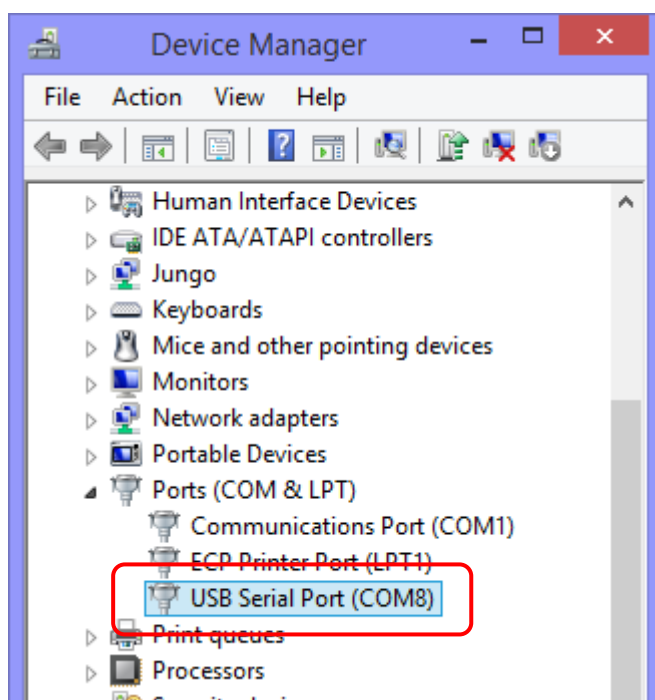 Device Manager
File Action View Help
Human Interface Devices
IDE ATA/ATAPI controllers
Jungo
Keyboards
Mice and other pointing devices
Monitors
Network adapters
Portable Devices
Ports (COM & LPT)
Communications Port (COM1)
ECP Printer Port (LPT1)
USB Serial Port (COM8)
Print queues
Processors